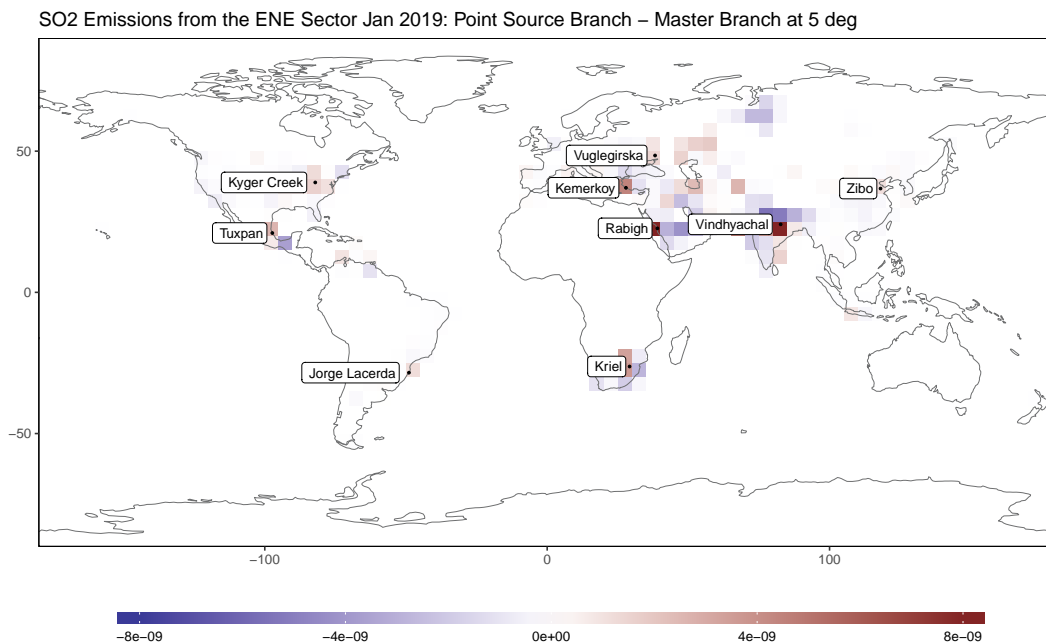 SO2 Emissions from the ENE Sector Jan 2019: Point Source Branch − Master Branch at 5 deg
50
Vuglegirska
Kyger Creek
Kemerkoy
Zibo
Tuxpan
Rabigh
Vindhyachal
0
Kriel
Jorge Lacerda
−50
−100
0
100
−8e−09
−4e−09
0e+00
4e−09
8e−09